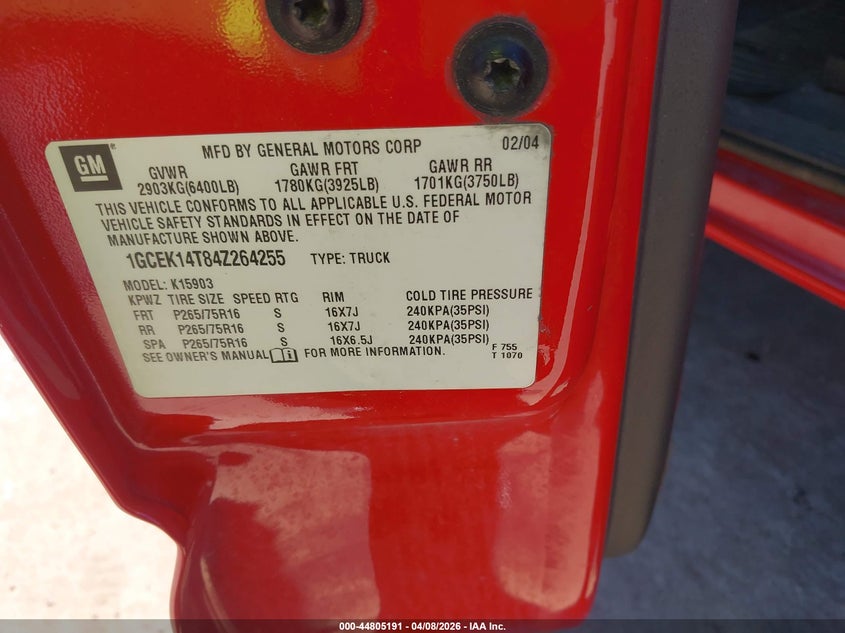 GM
MFD BY GENERAL MOTORS CORP 02/04
GVWR GAWR FRT GAWR RR
2903KG(6400LB) 1780KG(3925LB) 1701KG(3750LB)
THIS VEHICLE CONFORMS TO ALL APPLICABLE U.S. FEDERAL MOTOR
VEHICLE SAFETY STANDARDS IN EFFECT ON THE DATE OF
MANUFACTURE SHOWN ABOVE.
1GCEK14T84Z264255 TYPE: TRUCK
MODEL: K15903
KPWZ TIRE SIZE SPEED RTG RIM COLD TIRE PRESSURE
FRT P265/75R16 S 16X7J 240KPA(35PSI)
RR P265/75R16 S 16X7J 240KPA(35PSI)
SPA P265/75R16 S 16X6.5J 240KPA(35PSI)
SEE OWNER'S MANUAL FOR MORE INFORMATION.
F 755
T 1070
000-44805191 - 04/08/2026 - IAA Inc.